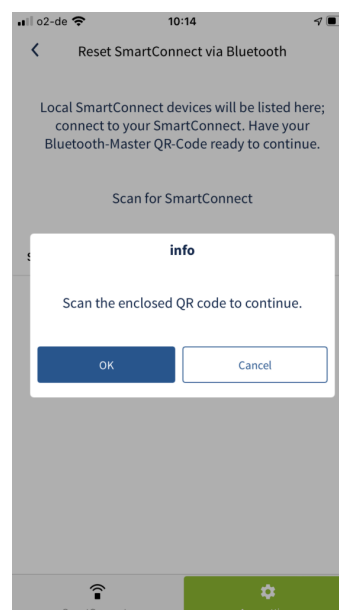 o2-de 10:14
Reset SmartConnect via Bluetooth
Local SmartConnect devices will be listed here;
connect to your SmartConnect. Have your
Bluetooth-Master QR-Code ready to continue.
Scan for SmartConnect
info
Scan the enclosed QR code to continue.
OK Cancel